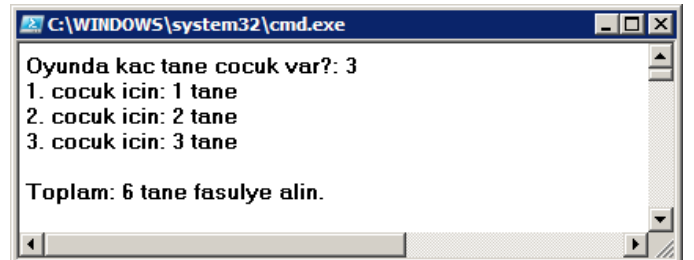 C:\WINDOWS\system32\cmd.exe
Oyunda kac tane cocuk var?: 3
1. cocuk icin: 1 tane
2. cocuk icin: 2 tane
3. cocuk icin: 3 tane
Toplam: 6 tane fasulye alin.